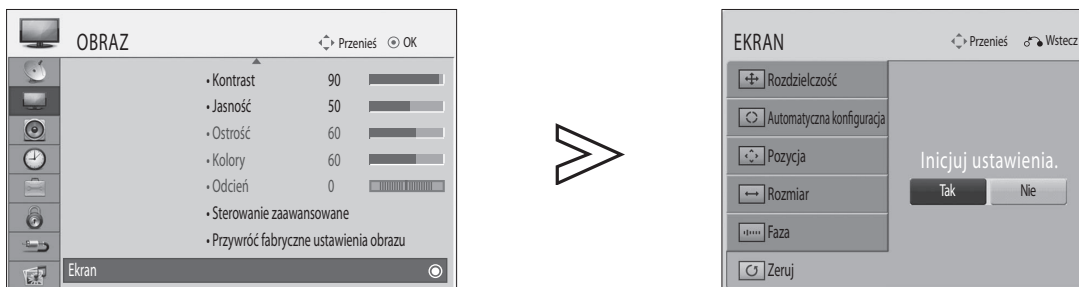 OBRAZ
Przenieś OK
• Kontrast 90
• Jasność 50
• Ostrość 60
• Kolory 60
• Odcień 0
• Sterowanie zaawansowane
• Przywróć fabryczne ustawienia obrazu
Ekran
EKRAN
Przenieś Wstecz
Rozdzielczość
Automatyczna konfiguracja
Pozycja
Rozmiar
Faza
Zeruj
Inicjuj ustawienia.
Tak Nie